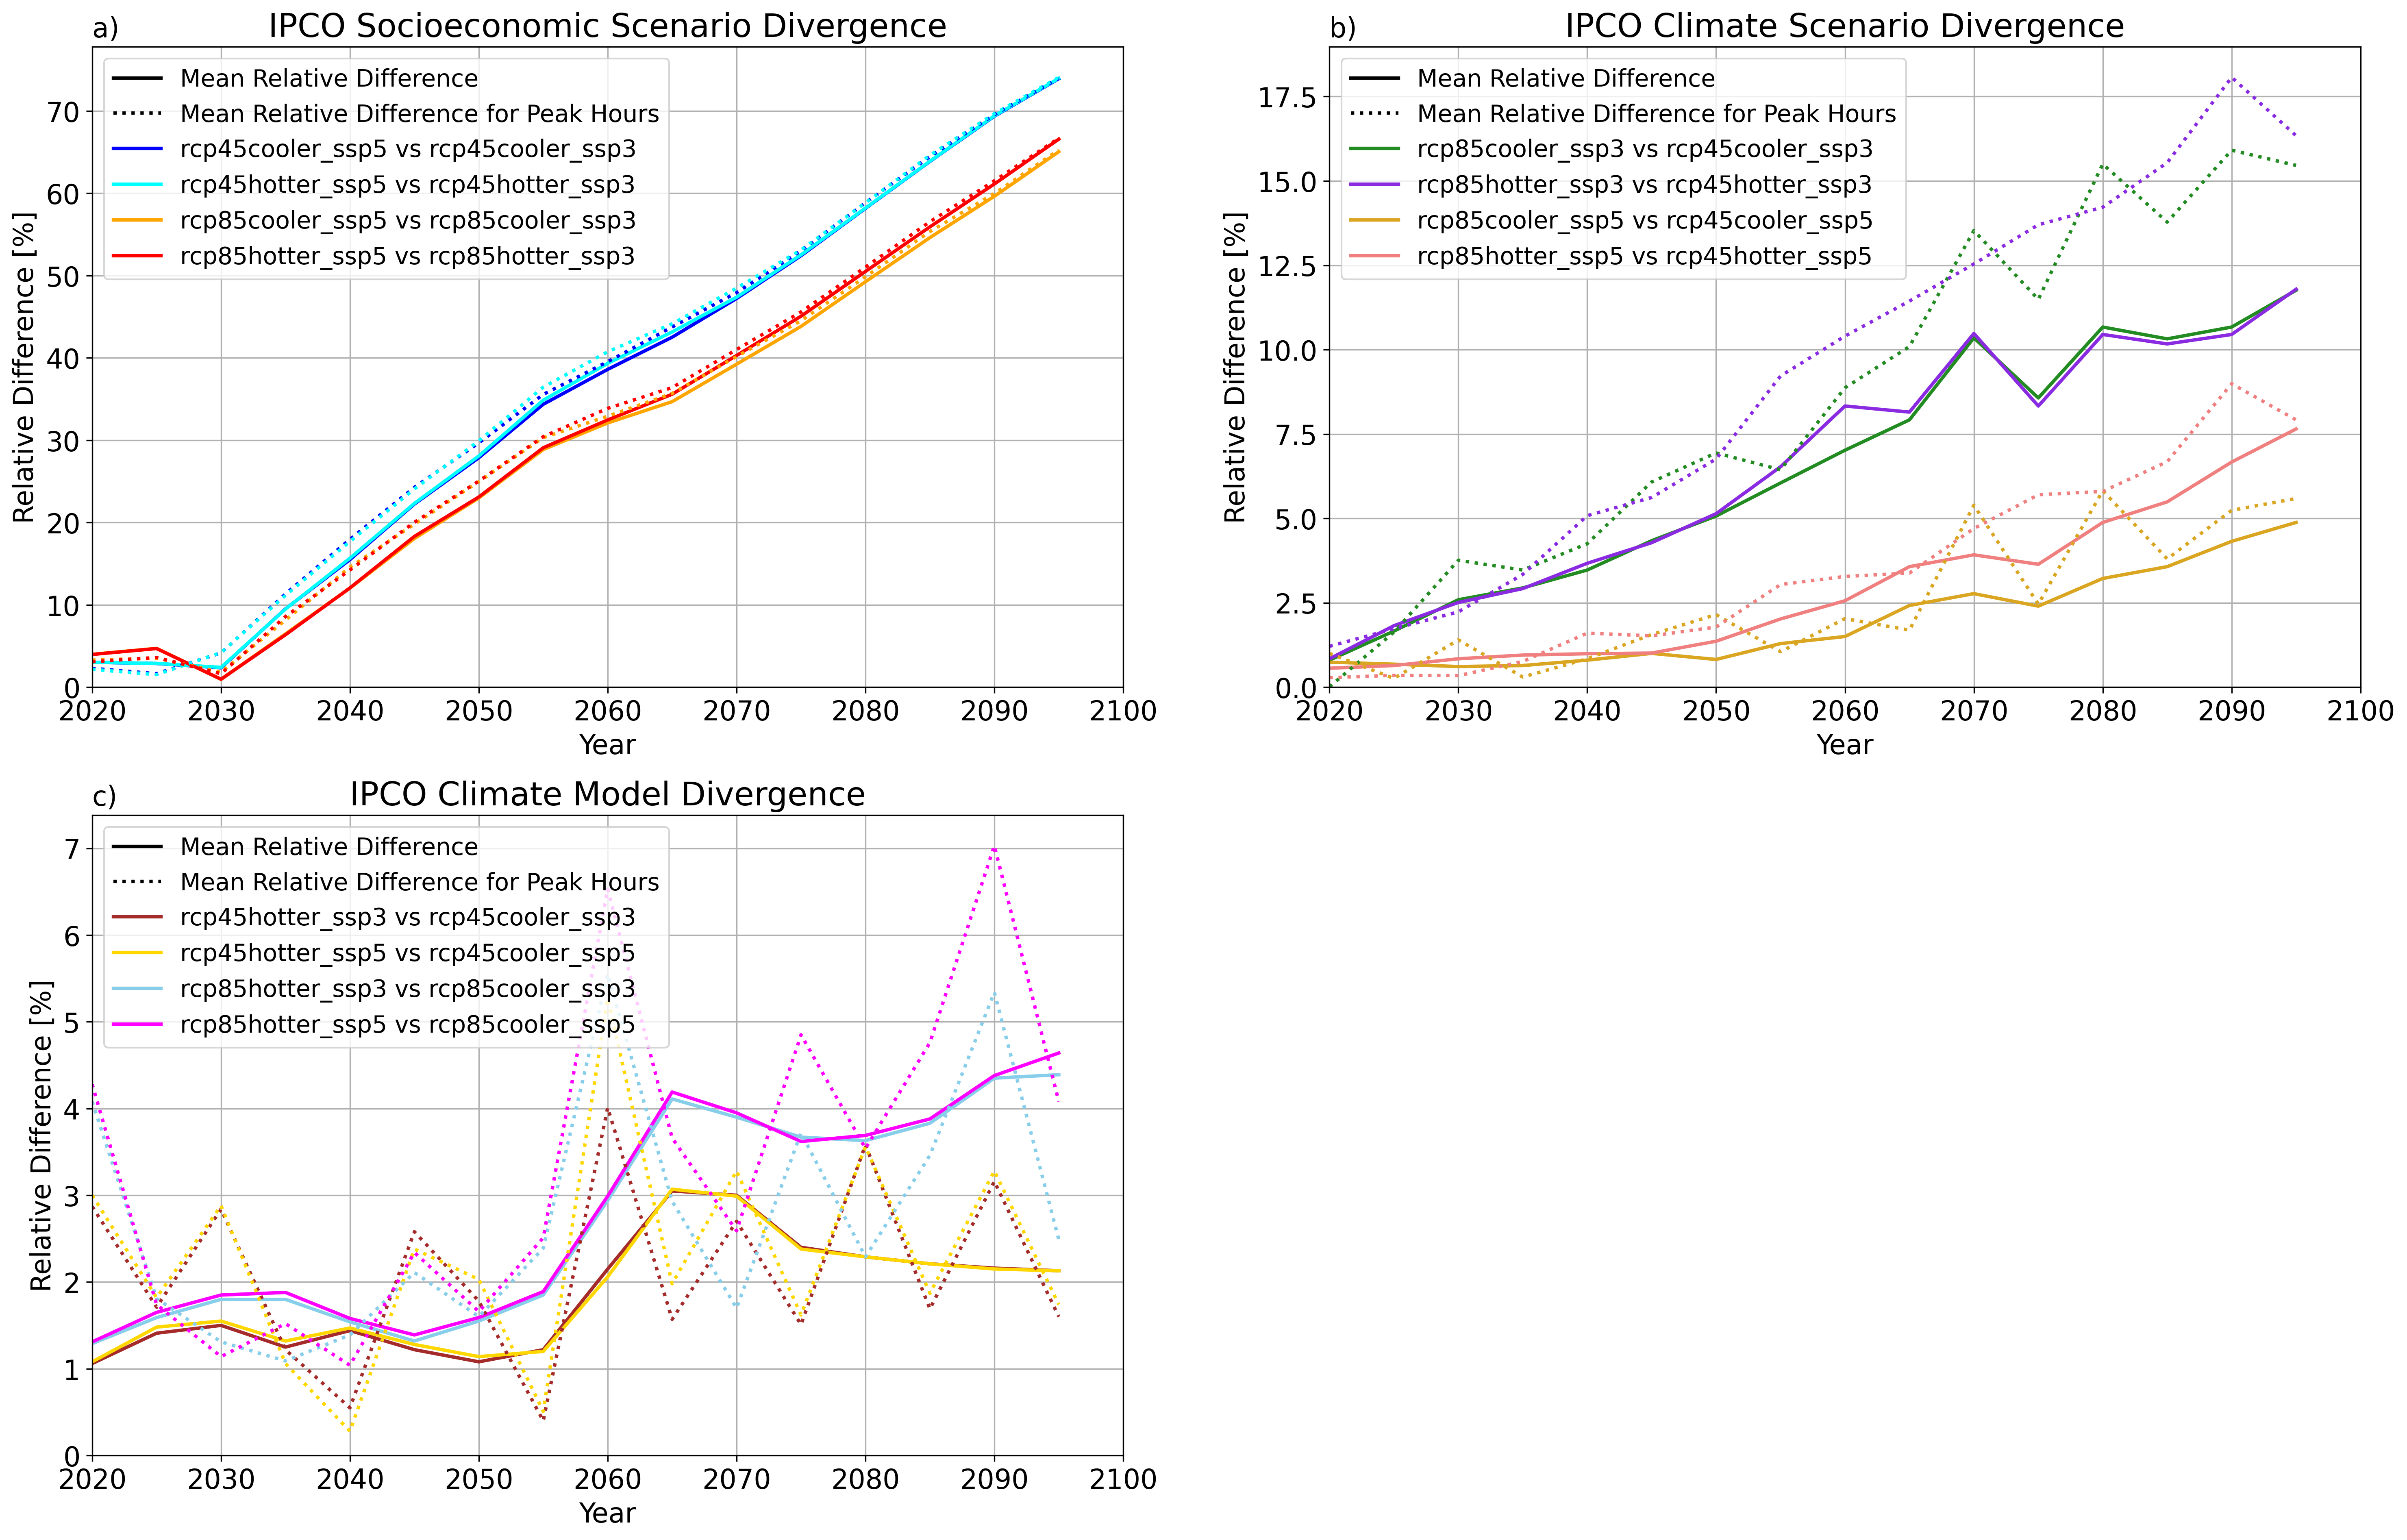 a)
IPCO Socioeconomic Scenario Divergence
Mean Relative Difference
Mean Relative Difference for Peak Hours
rcp45cooler_ssp5 vs rcp45cooler_ssp3
rcp45hotter_ssp5 vs rcp45hotter_ssp3
rcp85cooler_ssp5 vs rcp85cooler_ssp3
rcp85hotter_ssp5 vs rcp85hotter_ssp3
Relative Difference [%]
70
60
50
40
30
20
10
0
2020 2030 2040 2050 2060 2070 2080 2090 2100
Year
b)
IPCO Climate Scenario Divergence
Mean Relative Difference
Mean Relative Difference for Peak Hours
rcp85cooler_ssp3 vs rcp45cooler_ssp3
rcp85hotter_ssp3 vs rcp45hotter_ssp3
rcp85cooler_ssp5 vs rcp45cooler_ssp5
rcp85hotter_ssp5 vs rcp45hotter_ssp5
Relative Difference [%]
17.5
15.0
12.5
10.0
7.5
5.0
2.5
0.0
2020 2030 2040 2050 2060 2070 2080 2090 2100
Year
c)
IPCO Climate Model Divergence
Mean Relative Difference
Mean Relative Difference for Peak Hours
rcp45hotter_ssp3 vs rcp45cooler_ssp3
rcp45hotter_ssp5 vs rcp45cooler_ssp5
rcp85hotter_ssp3 vs rcp85cooler_ssp3
rcp85hotter_ssp5 vs rcp85cooler_ssp5
Relative Difference [%]
7
6
5
4
3
2
1
0
2020 2030 2040 2050 2060 2070 2080 2090 2100
Year